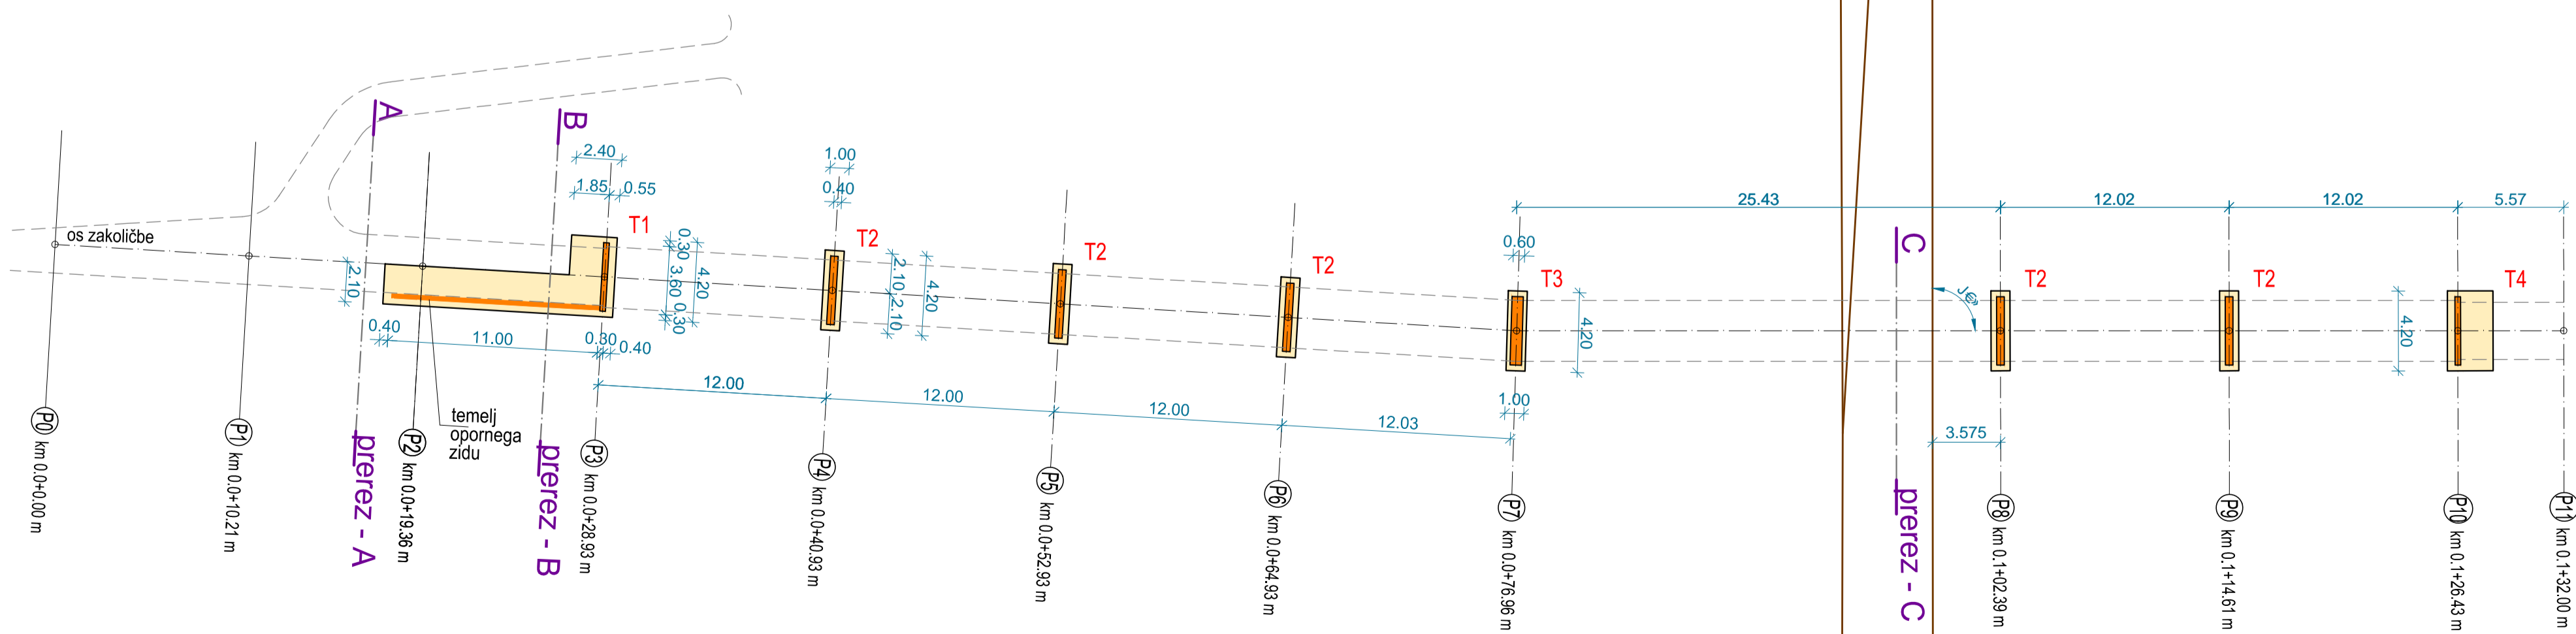 A
B
2.40
1.85
0.55
T1
1.00
0.40
T2
T2
T2
T3
0.60
25.43
12.02
12.02
5.57
C
T2
T2
T4
os zakoličbe
2.10
0.30
3.60
0.30
4.20
2.10
2.10
4.20
4.20
4.20
0.40
11.00
0.30
0.40
12.00
12.00
12.00
12.03
1.00
3.575
temelj
opornega
zidu
P0 km 0.0+0.00 m
P1 km 0.0+10.21 m
prerez - A
P2 km 0.0+19.36 m
prerez - B
P3 km 0.0+28.93 m
P4 km 0.0+40.93 m
P5 km 0.0+52.93 m
P6 km 0.0+64.93 m
P7 km 0.0+76.96 m
prerez - C
P8 km 0.1+02.39 m
P9 km 0.1+14.61 m
P10 km 0.1+26.43 m
P11 km 0.1+32.00 m